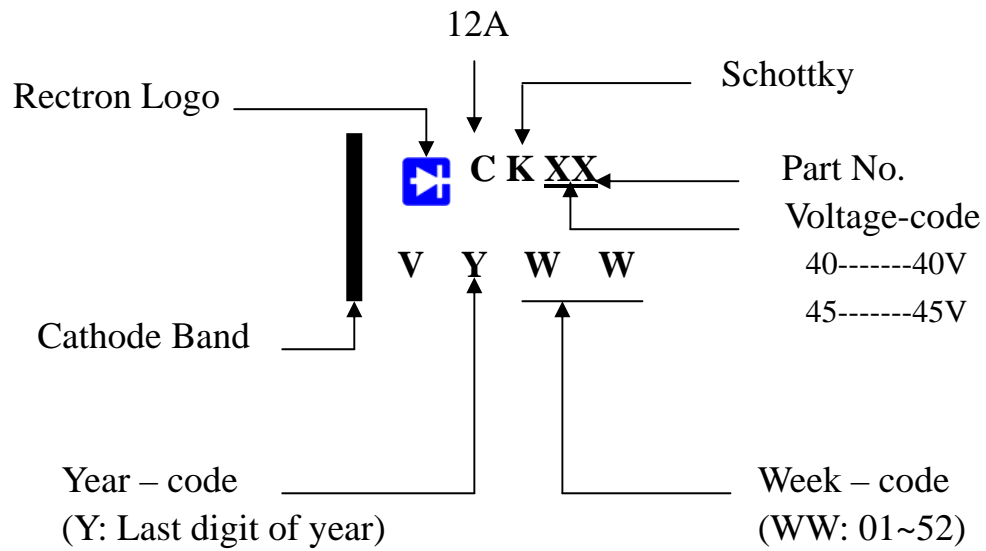 12A
Schottky
Rectron Logo
C K XX
Part No.
Voltage-code
40-------40V
45-------45V
V Y W W
Cathode Band
Year – code
(Y: Last digit of year)
Week – code
(WW: 01~52)